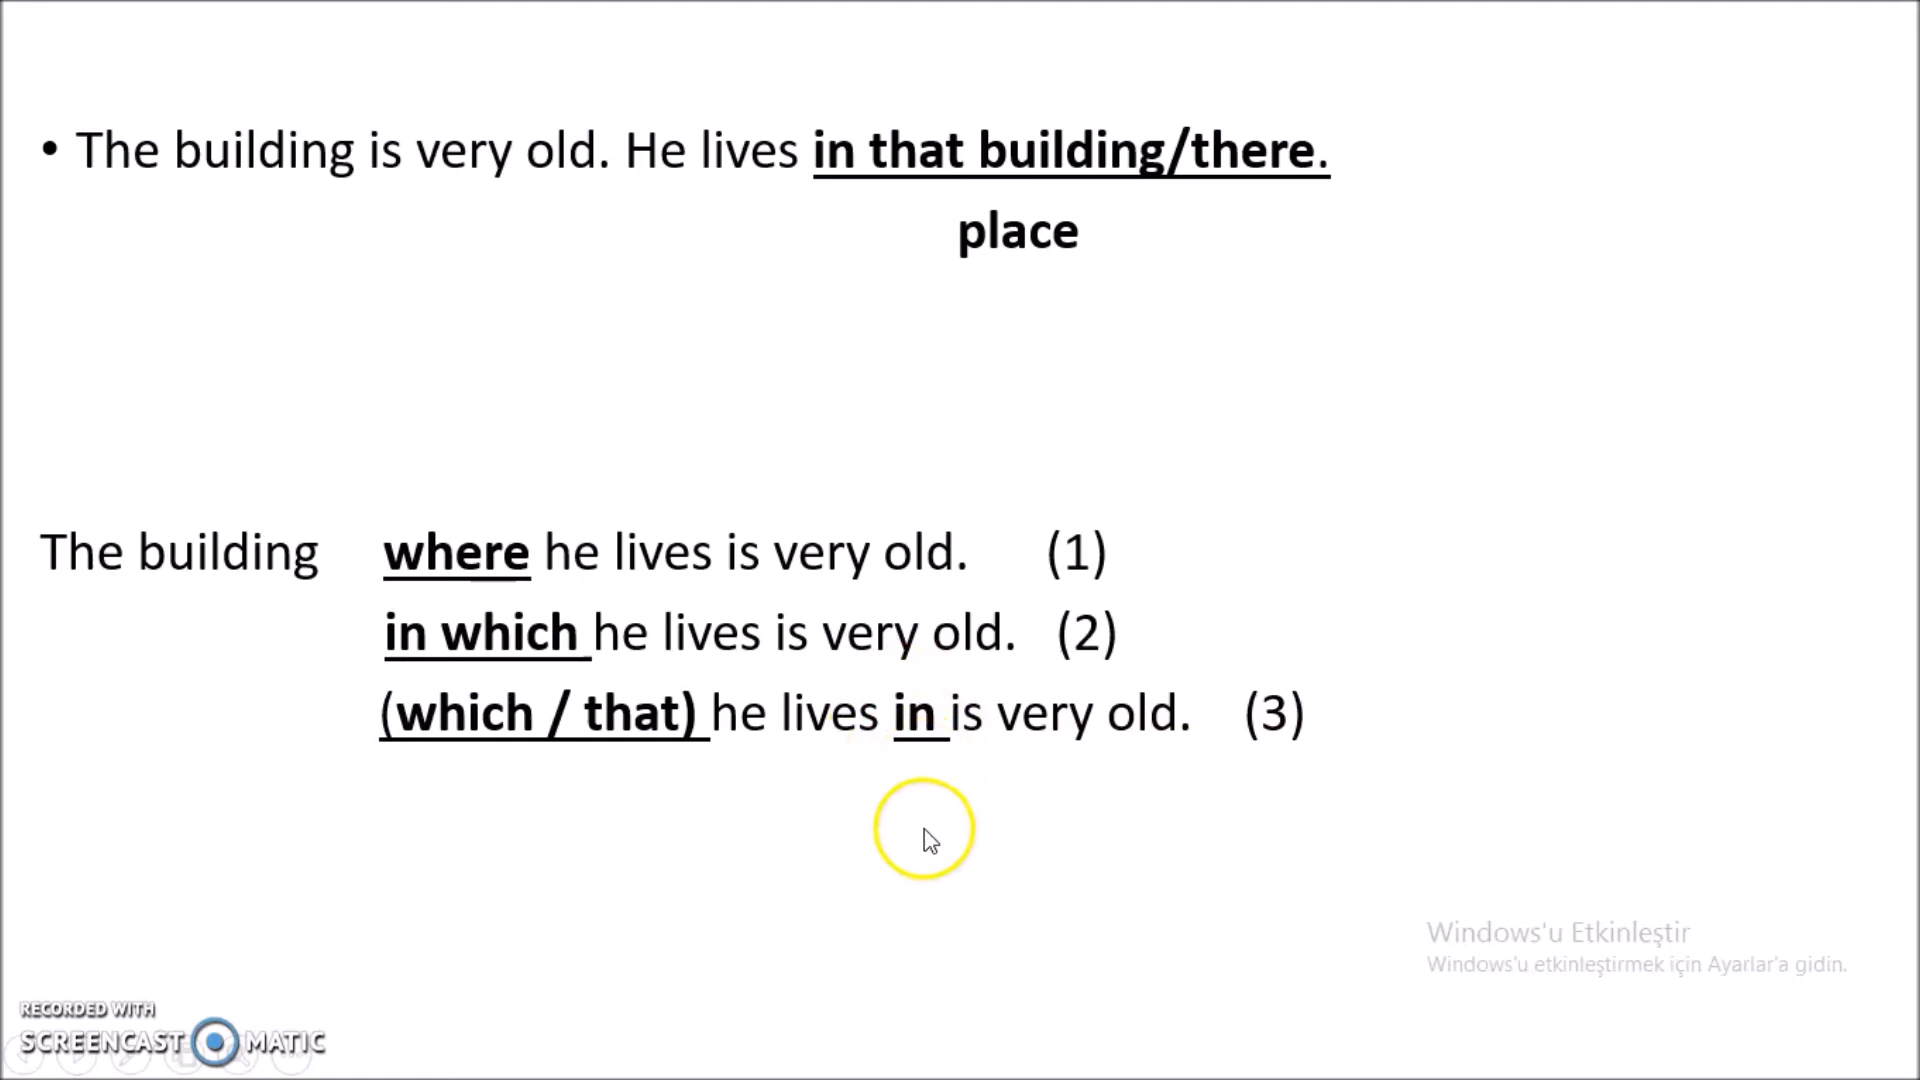 • The building is very old. He lives in that building/there.
place
The building where he lives is very old. (1)
in which he lives is very old. (2)
(which / that) he lives in is very old. (3)
Windows'u Etkinleştir
Windows'u etkinleştirmek için Ayarlar'a gidin.
RECORDED WITH
SCREENCAST MATIC